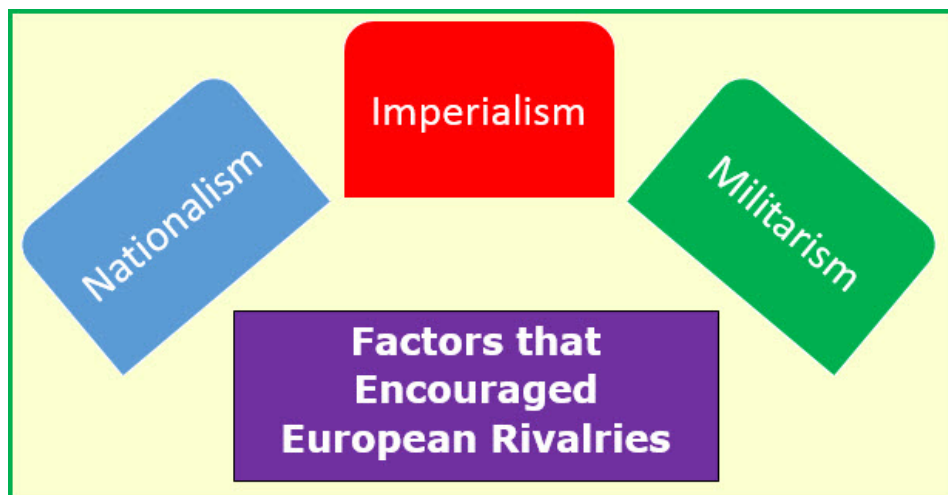 Nationalism
Imperialism
Militarism
Factors that
Encouraged
European Rivalries